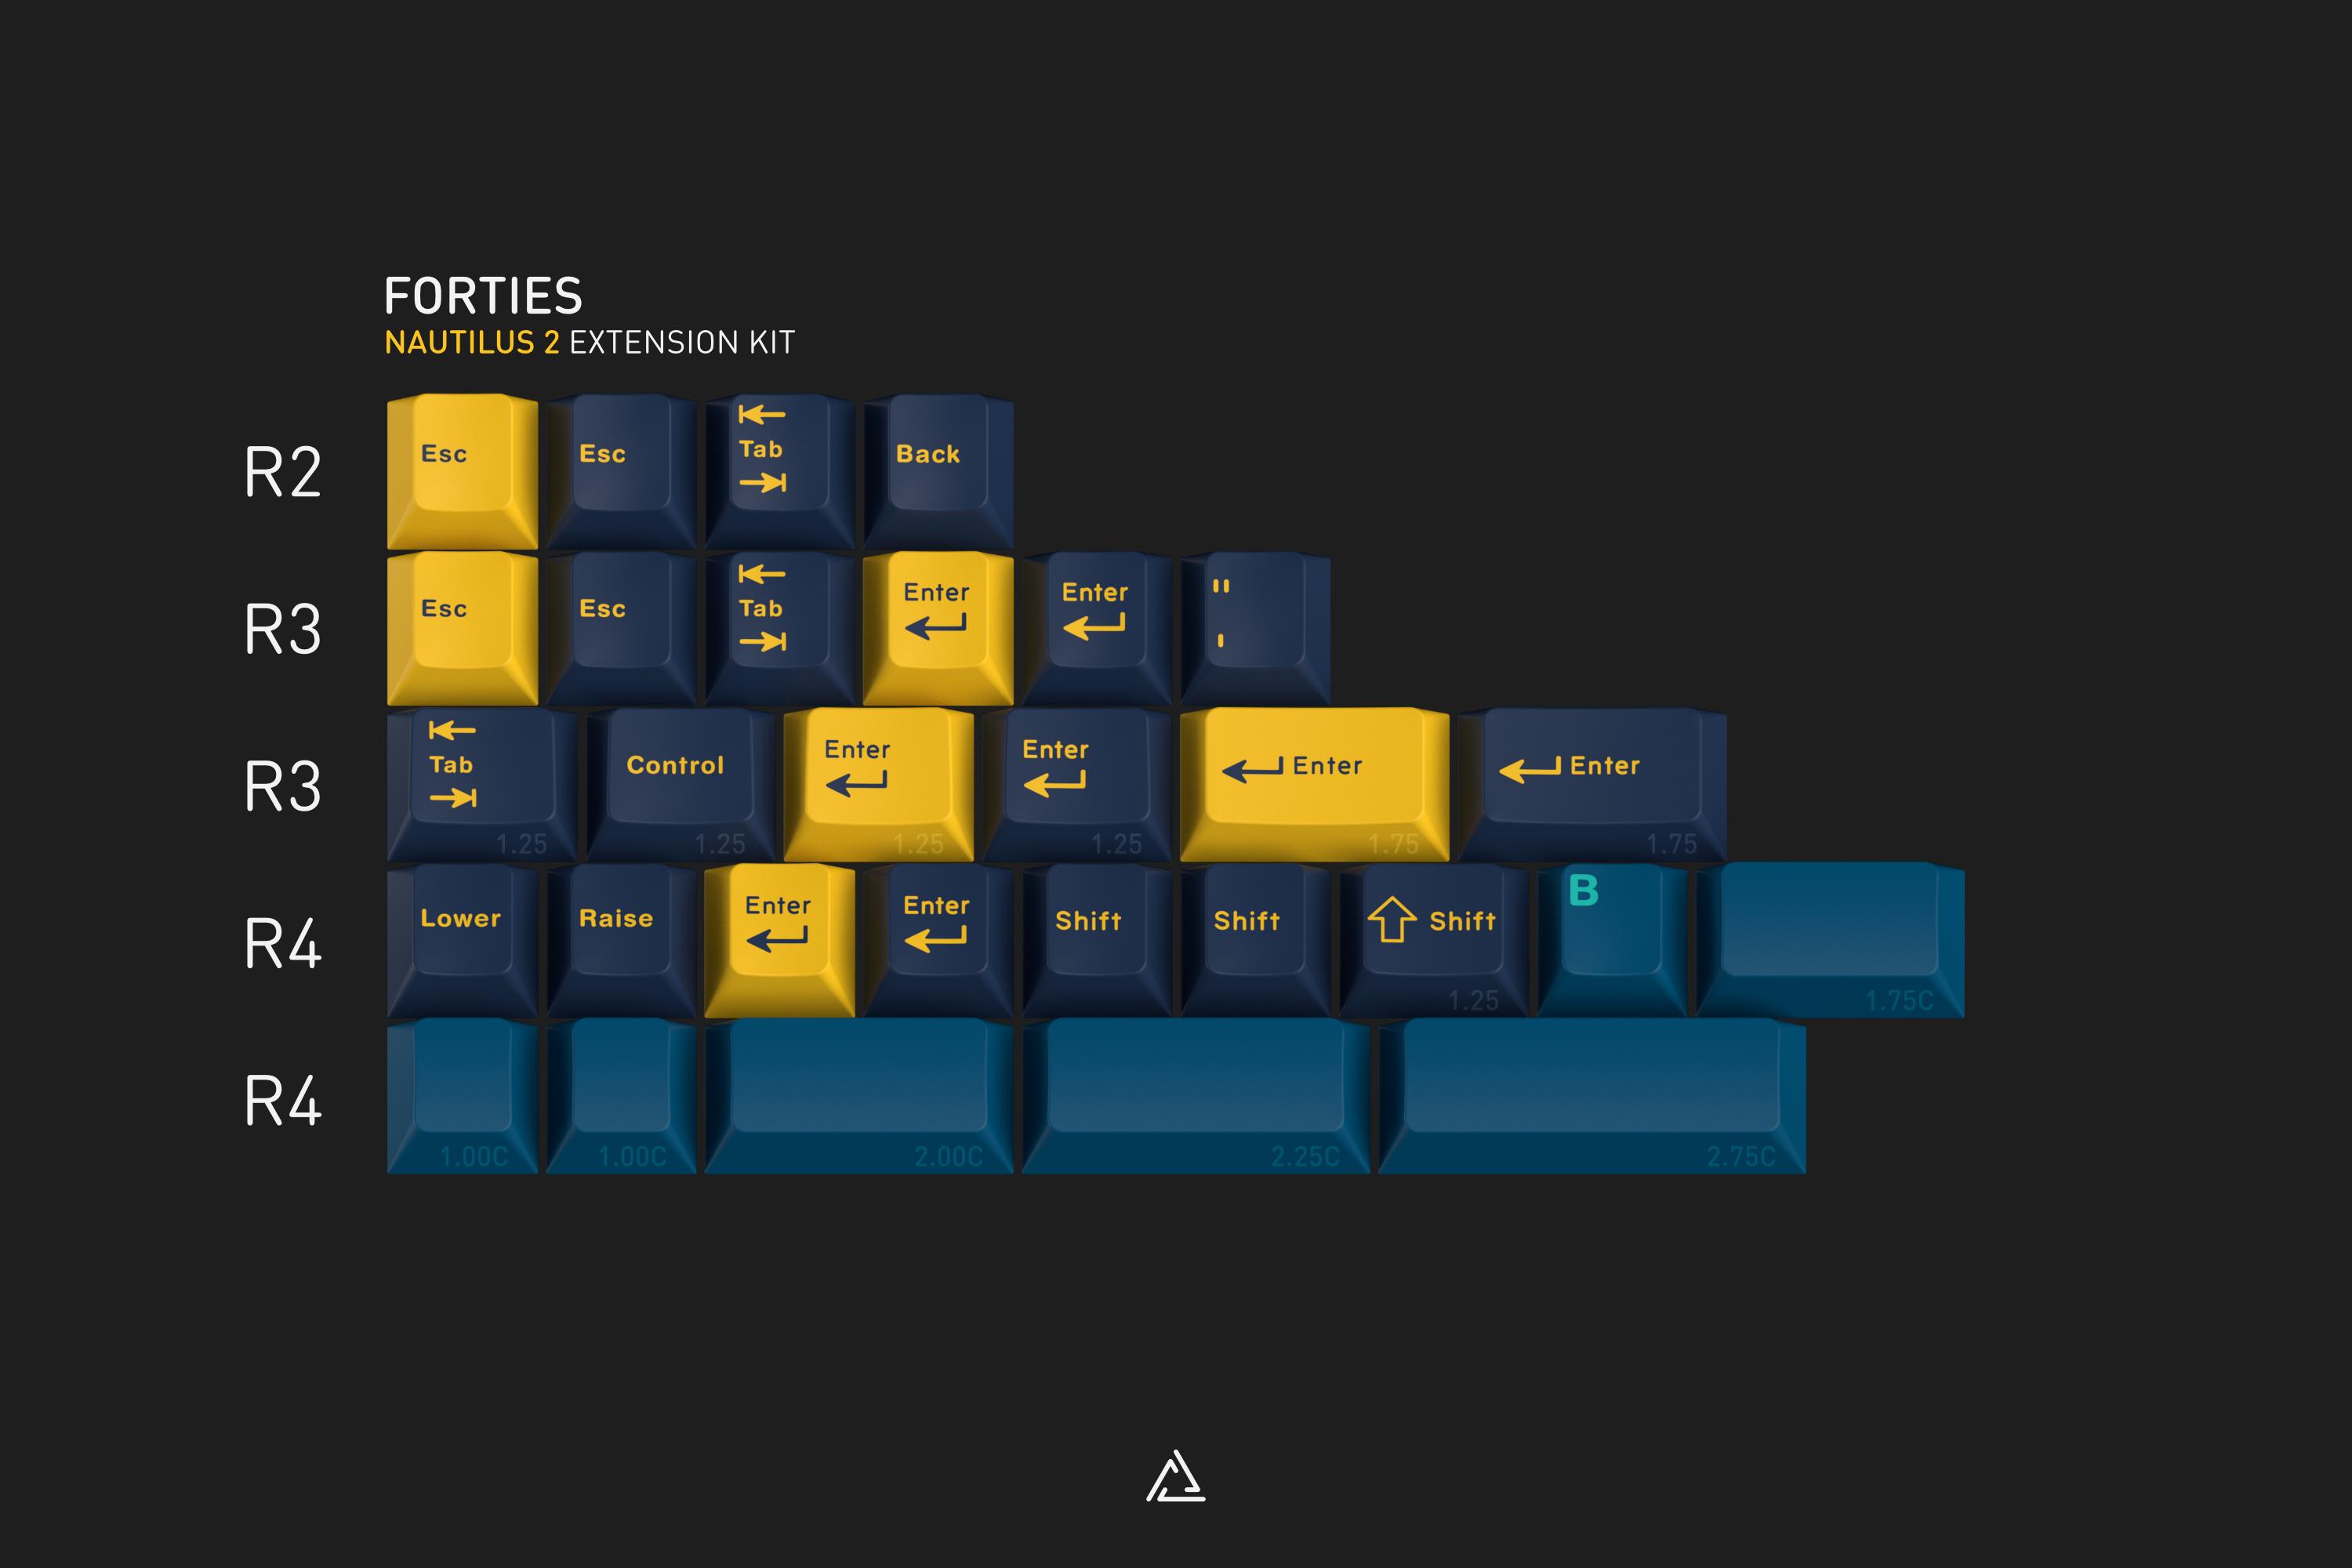 FORTIES
NAUTILUS 2 EXTENSION KIT
R2
Esc
Esc
Tab
Back
R3
Esc
Esc
Tab
Enter
Enter
"
'
R3
Tab
1.25
Control
1.25
Enter
1.25
Enter
1.25
Enter
1.75
Enter
1.75
R4
Lower
Raise
Enter
Enter
Shift
Shift
Shift
1.25
B
1.75C
R4
1.00C
1.00C
2.00C
2.25C
2.75C